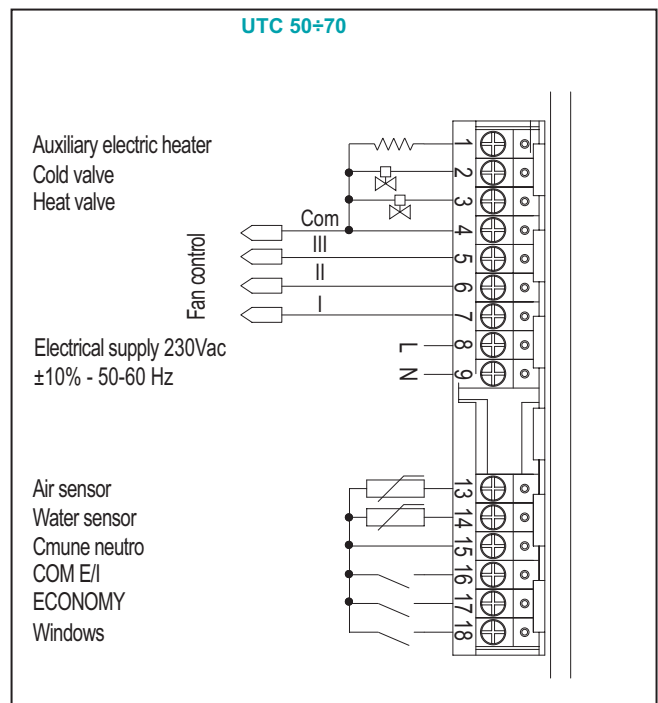 UTC 50÷70
Auxiliary electric heater
Cold valve
Heat valve
Com
III
II
I
Fan control
Electrical supply 230Vac
±10% - 50-60 Hz
L
N
1
2
3
4
5
6
7
8
9
Air sensor
Water sensor
Cmune neutro
COM E/I
ECONOMY
Windows
13
14
15
16
17
18